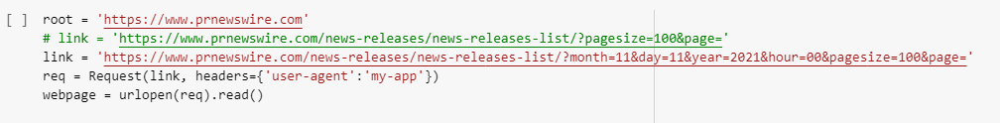 [ ] root = 'https://www.prnewswire.com'
# link = 'https://www.prnewswire.com/news-releases/news-releases-list/?pagesize=100&page='
link = 'https://www.prnewswire.com/news-releases/news-releases-list/?month=11&day=11&year=2021&hour=00&pagesize=100&page='
req = Request(link, headers={'user-agent':'my-app'})
webpage = urlopen(req).read()